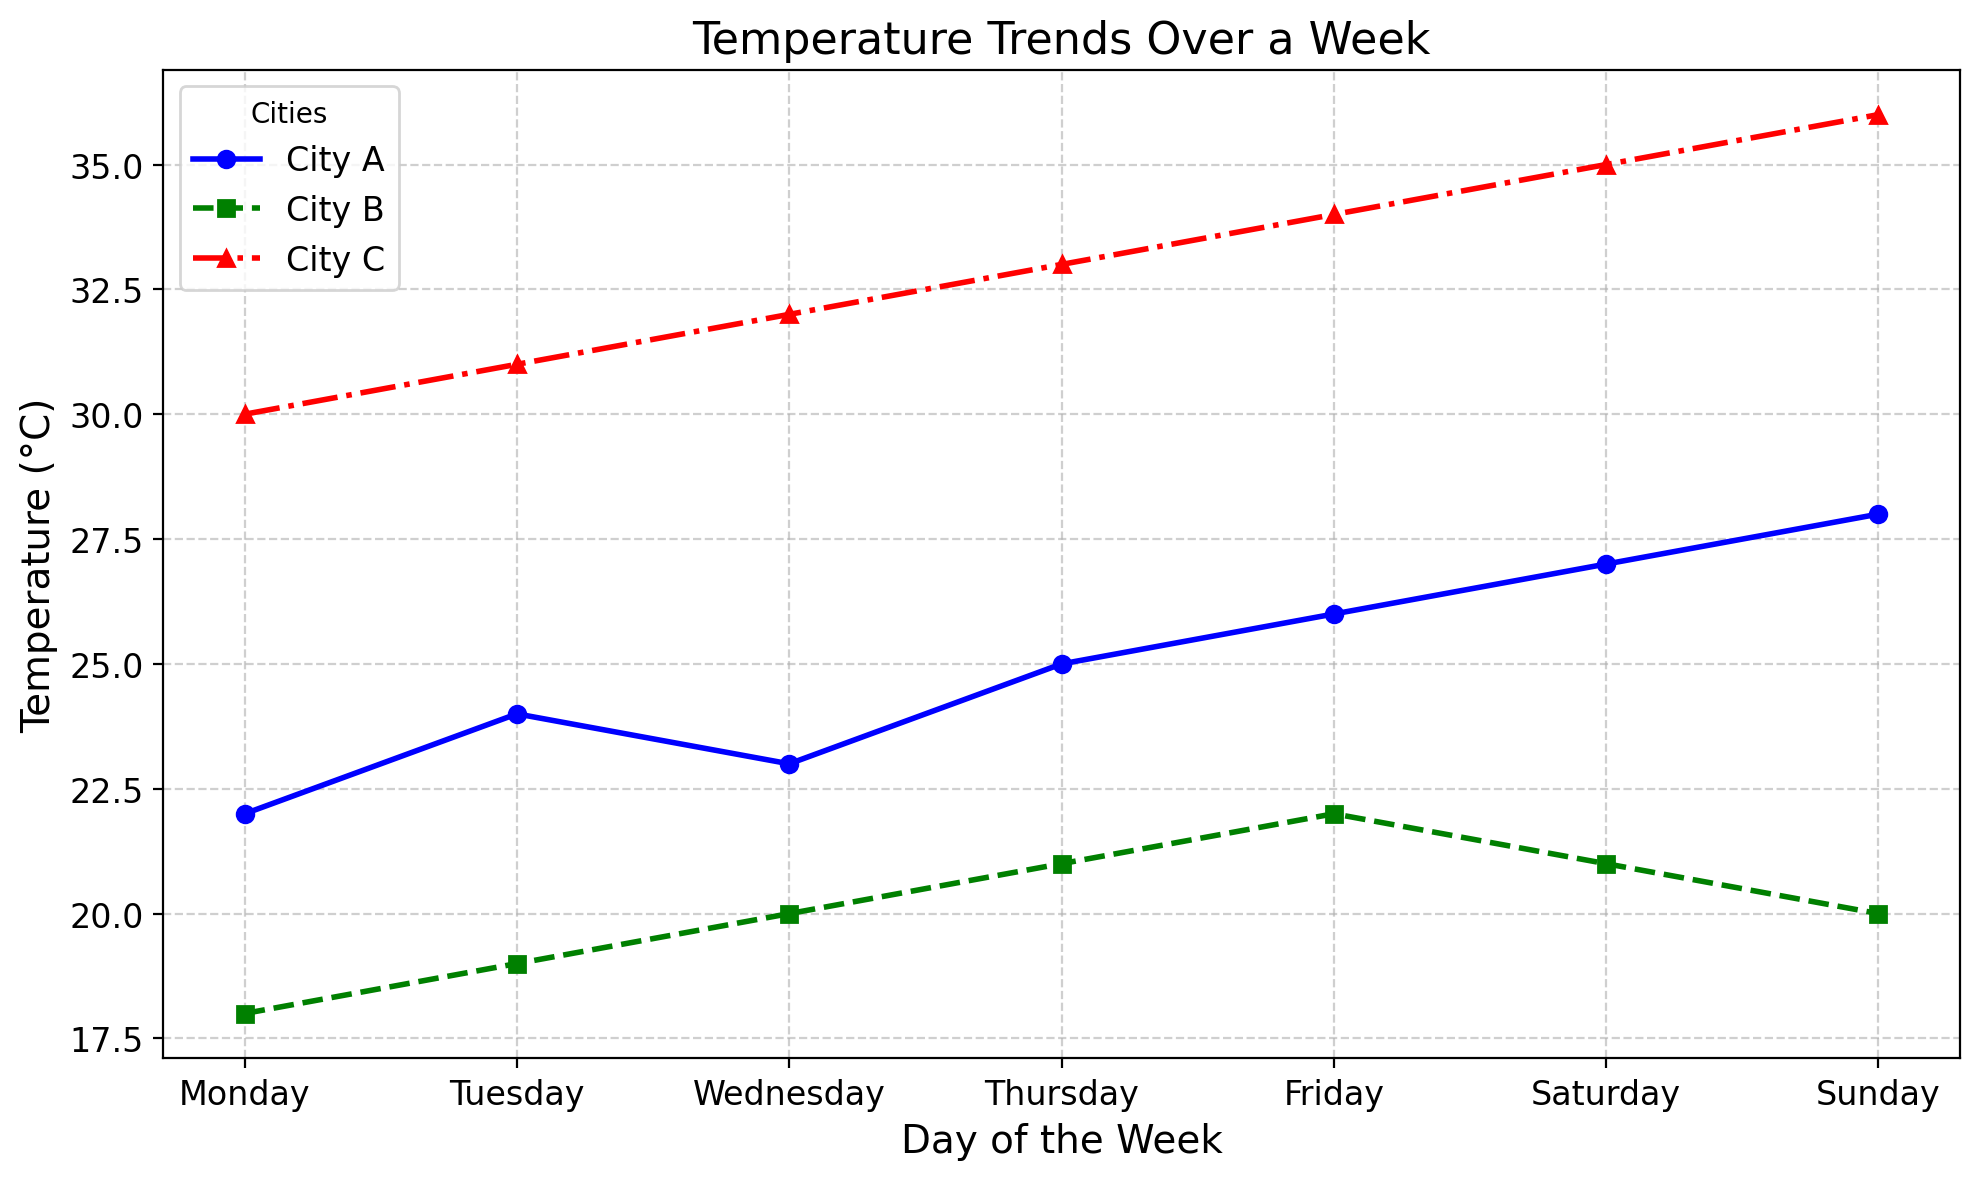 Temperature Trends Over a Week
Cities
City A
City B
City C
Temperature (°C)
35.0
32.5
30.0
27.5
25.0
22.5
20.0
17.5
Monday Tuesday Wednesday Thursday Friday Saturday Sunday
Day of the Week